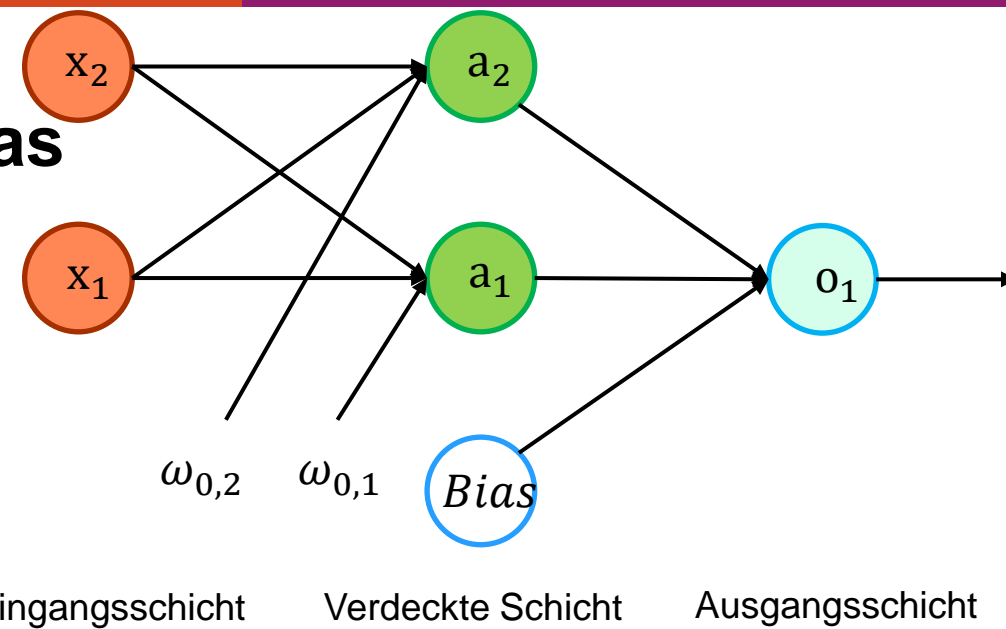 x₂ a₂
as
x₁ a₁ o₁
ω₀,₂ ω₀,₁ Bias
ingangsschicht Verdeckte Schicht Ausgangsschicht